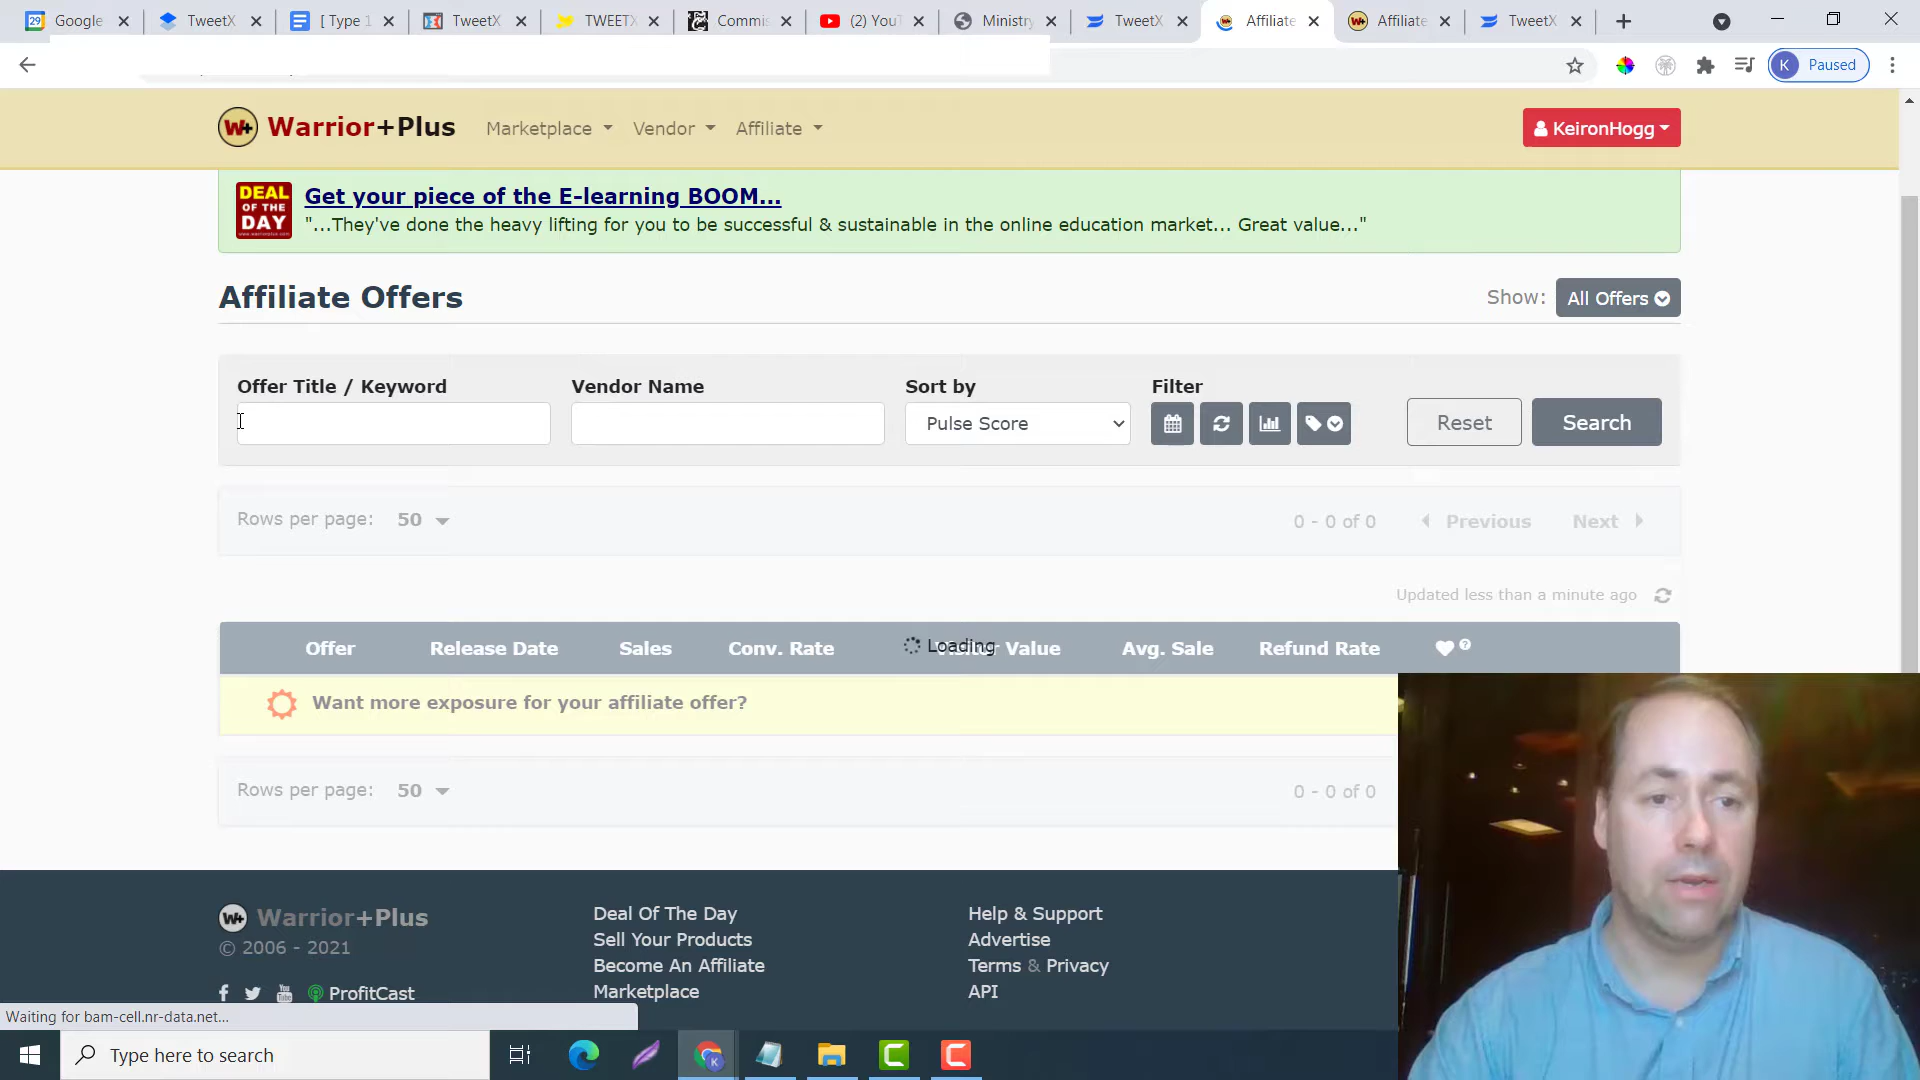 Google
TweetX
[ Type 1
TweetX
TWEETX
Commis
(2) YouT
Ministry
TweetX
Affiliate
Affiliate
TweetX
K Paused
W+ Warrior+Plus
Marketplace
Vendor
Affiliate
KeironHogg
DEAL
OF THE
DAY
Get your piece of the E-learning BOOM...
"...They've done the heavy lifting for you to be successful & sustainable in the online education market... Great value..."
Affiliate Offers
Show: All Offers
Offer Title / Keyword
Vendor Name
Sort by
Filter
Pulse Score
Reset
Search
Rows per page: 50
0 - 0 of 0
Previous
Next
Updated less than a minute ago
Offer
Release Date
Sales
Conv. Rate
Loading
Value
Avg. Sale
Refund Rate
Want more exposure for your affiliate offer?
Rows per page: 50
0 - 0 of 0
W+ Warrior+Plus
© 2006 - 2021
ProfitCast
Deal Of The Day
Sell Your Products
Become An Affiliate
Marketplace
Help & Support
Advertise
Terms & Privacy
API
Waiting for bam-cell.nr-data.net...
Type here to search